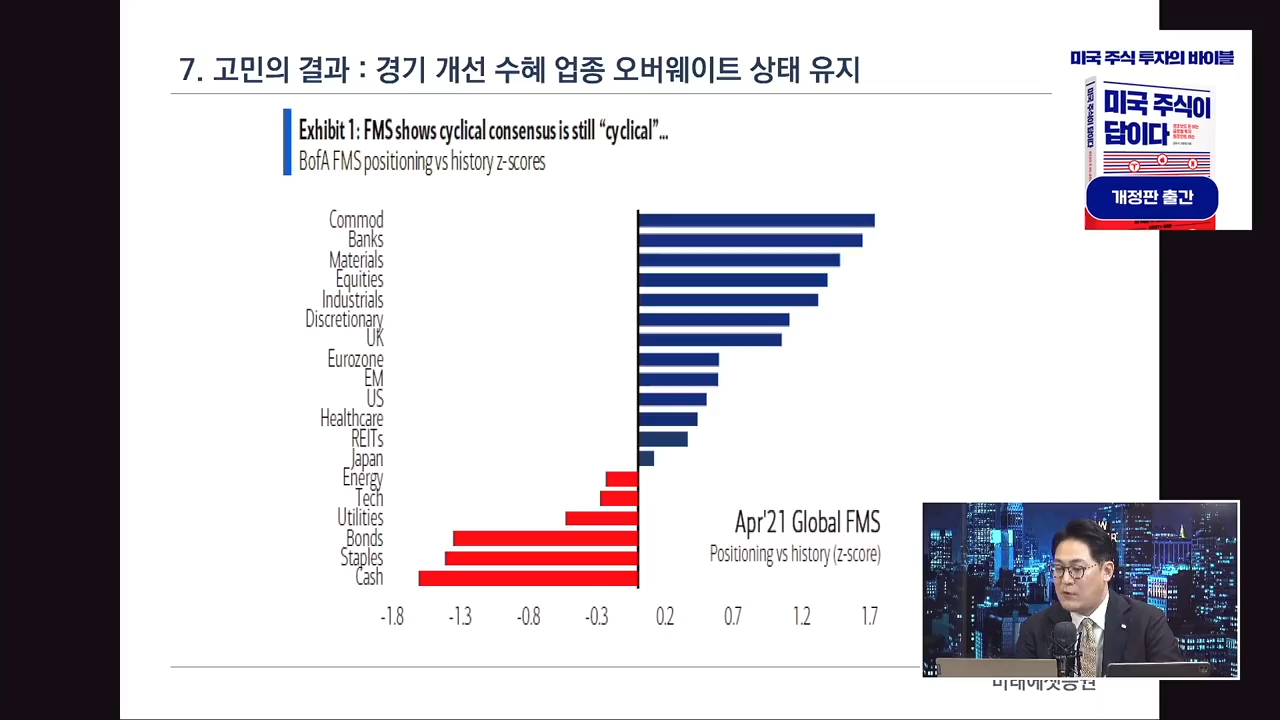 7. 고민의 결과 : 경기 개선 수혜 업종 오버웨이트 상태 유지
Exhibit 1: FMS shows cyclical consensus is still “cyclical”...
BofA FMS positioning vs history z-scores
Commod
Banks
Materials
Equities
Industrials
Discretionary
UK
Eurozone
EM
US
Healthcare
REITs
Japan
Energy
Tech
Utilities
Bonds
Staples
Cash
Apr'21 Global FMS
Positioning vs history (z-score)
-1.8 -1.3 -0.8 -0.3 0.2 0.7 1.2 1.7
미국 주식 투자의 바이블
미국 주식이
답이다
개정판 출간
미래에셋증권